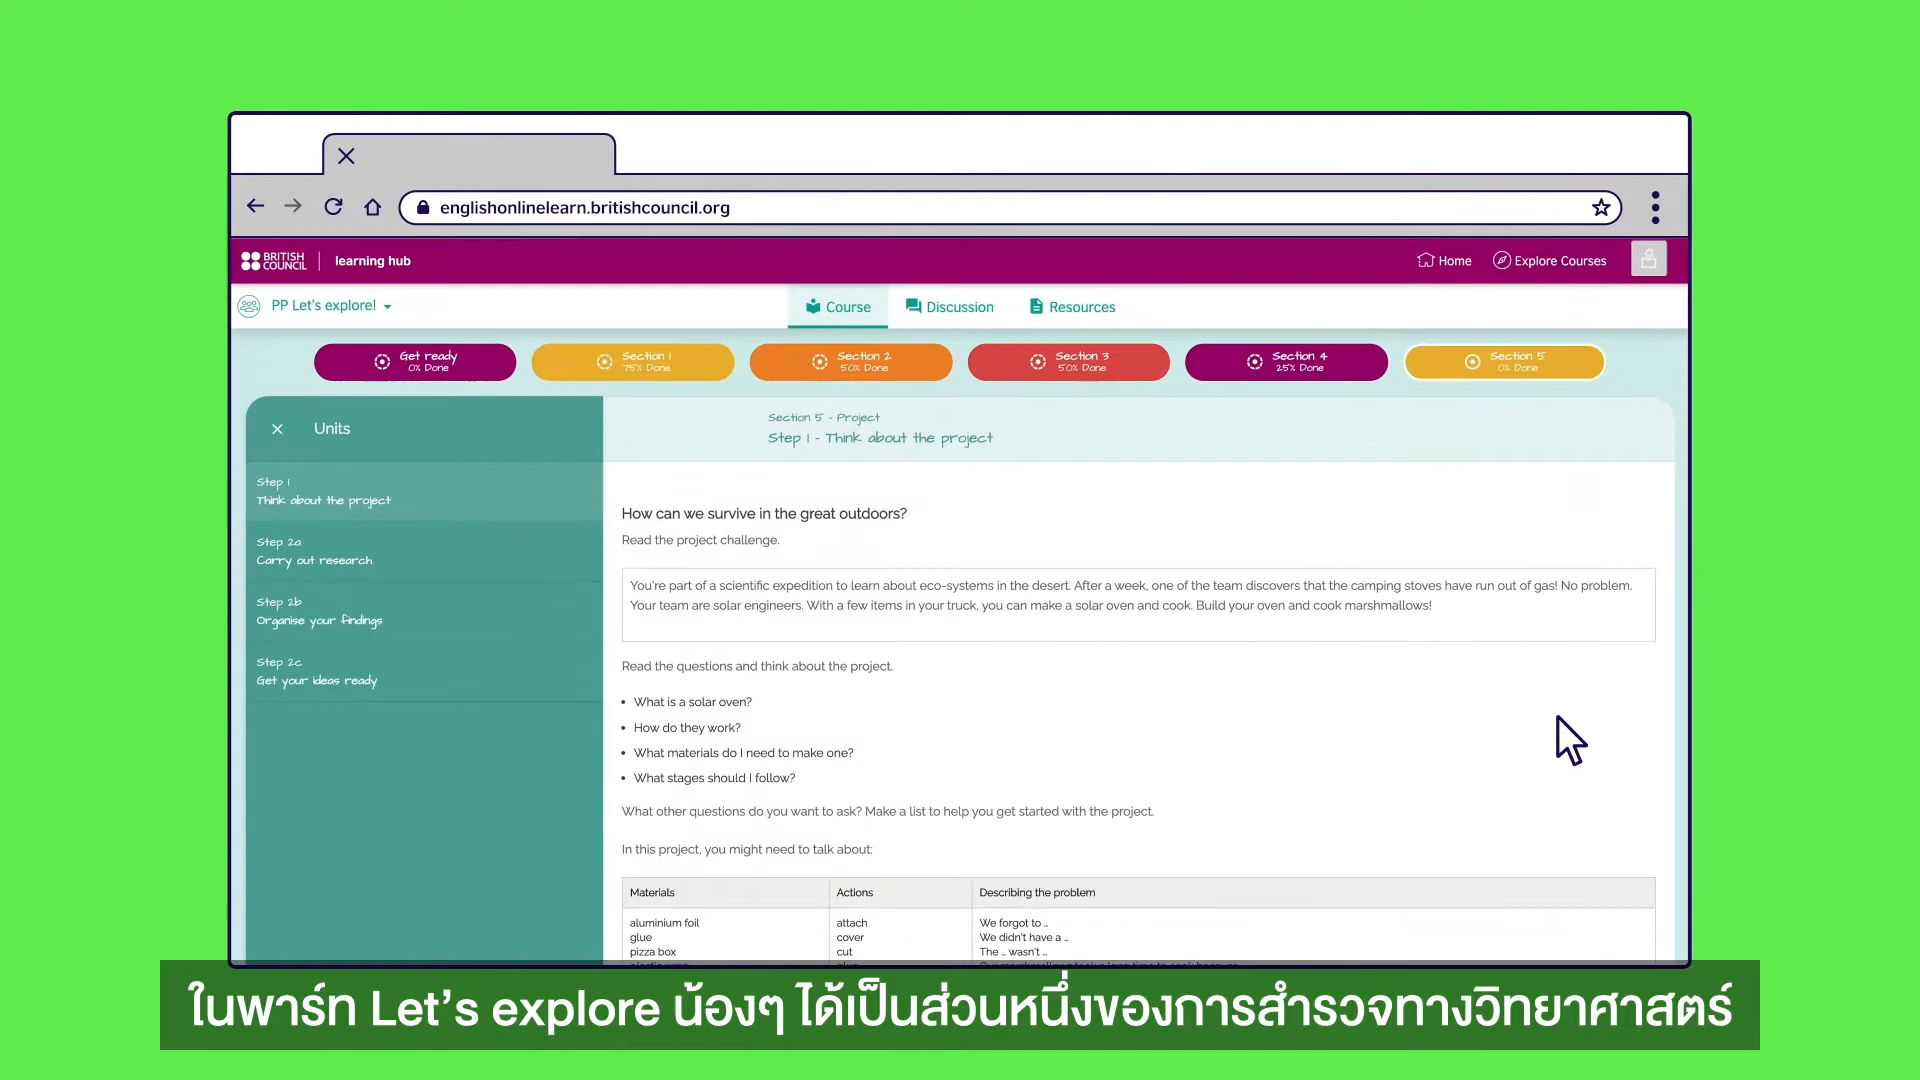 englishonlinelearn.britishcouncil.org
BRITISH
COUNCIL
learning hub
Home
Explore Courses
PP Let's explore!
Course
Discussion
Resources
Get ready
0% Done
Section 1
75% Done
Section 2
50% Done
Section 3
50% Done
Section 4
25% Done
Section 5
0% Done
Units
Step 1
Think about the project
Step 2a
Carry out research
Step 2b
Organise your findings
Step 2c
Get your ideas ready
Section 5 - Project
Step 1 - Think about the project
How can we survive in the great outdoors?
Read the project challenge.
You're part of a scientific expedition to learn about eco-systems in the desert. After a week, one of the team discovers that the camping stoves have run out of gas! No problem.
Your team are solar engineers. With a few items in your truck, you can make a solar oven and cook. Build your oven and cook marshmallows!
Read the questions and think about the project.
• What is a solar oven?
• How do they work?
• What materials do I need to make one?
• What stages should I follow?
What other questions do you want to ask? Make a list to help you get started with the project.
In this project, you might need to talk about:
Materials Actions Describing the problem
aluminium foil attach We forgot to ...
glue cover We didn't have a ...
pizza box cut The ... wasn't ...
ในพาร์ท Let's explore น้องๆ ได้เป็นส่วนหนึ่งของการสำรวจทางวิทยาศาสตร์